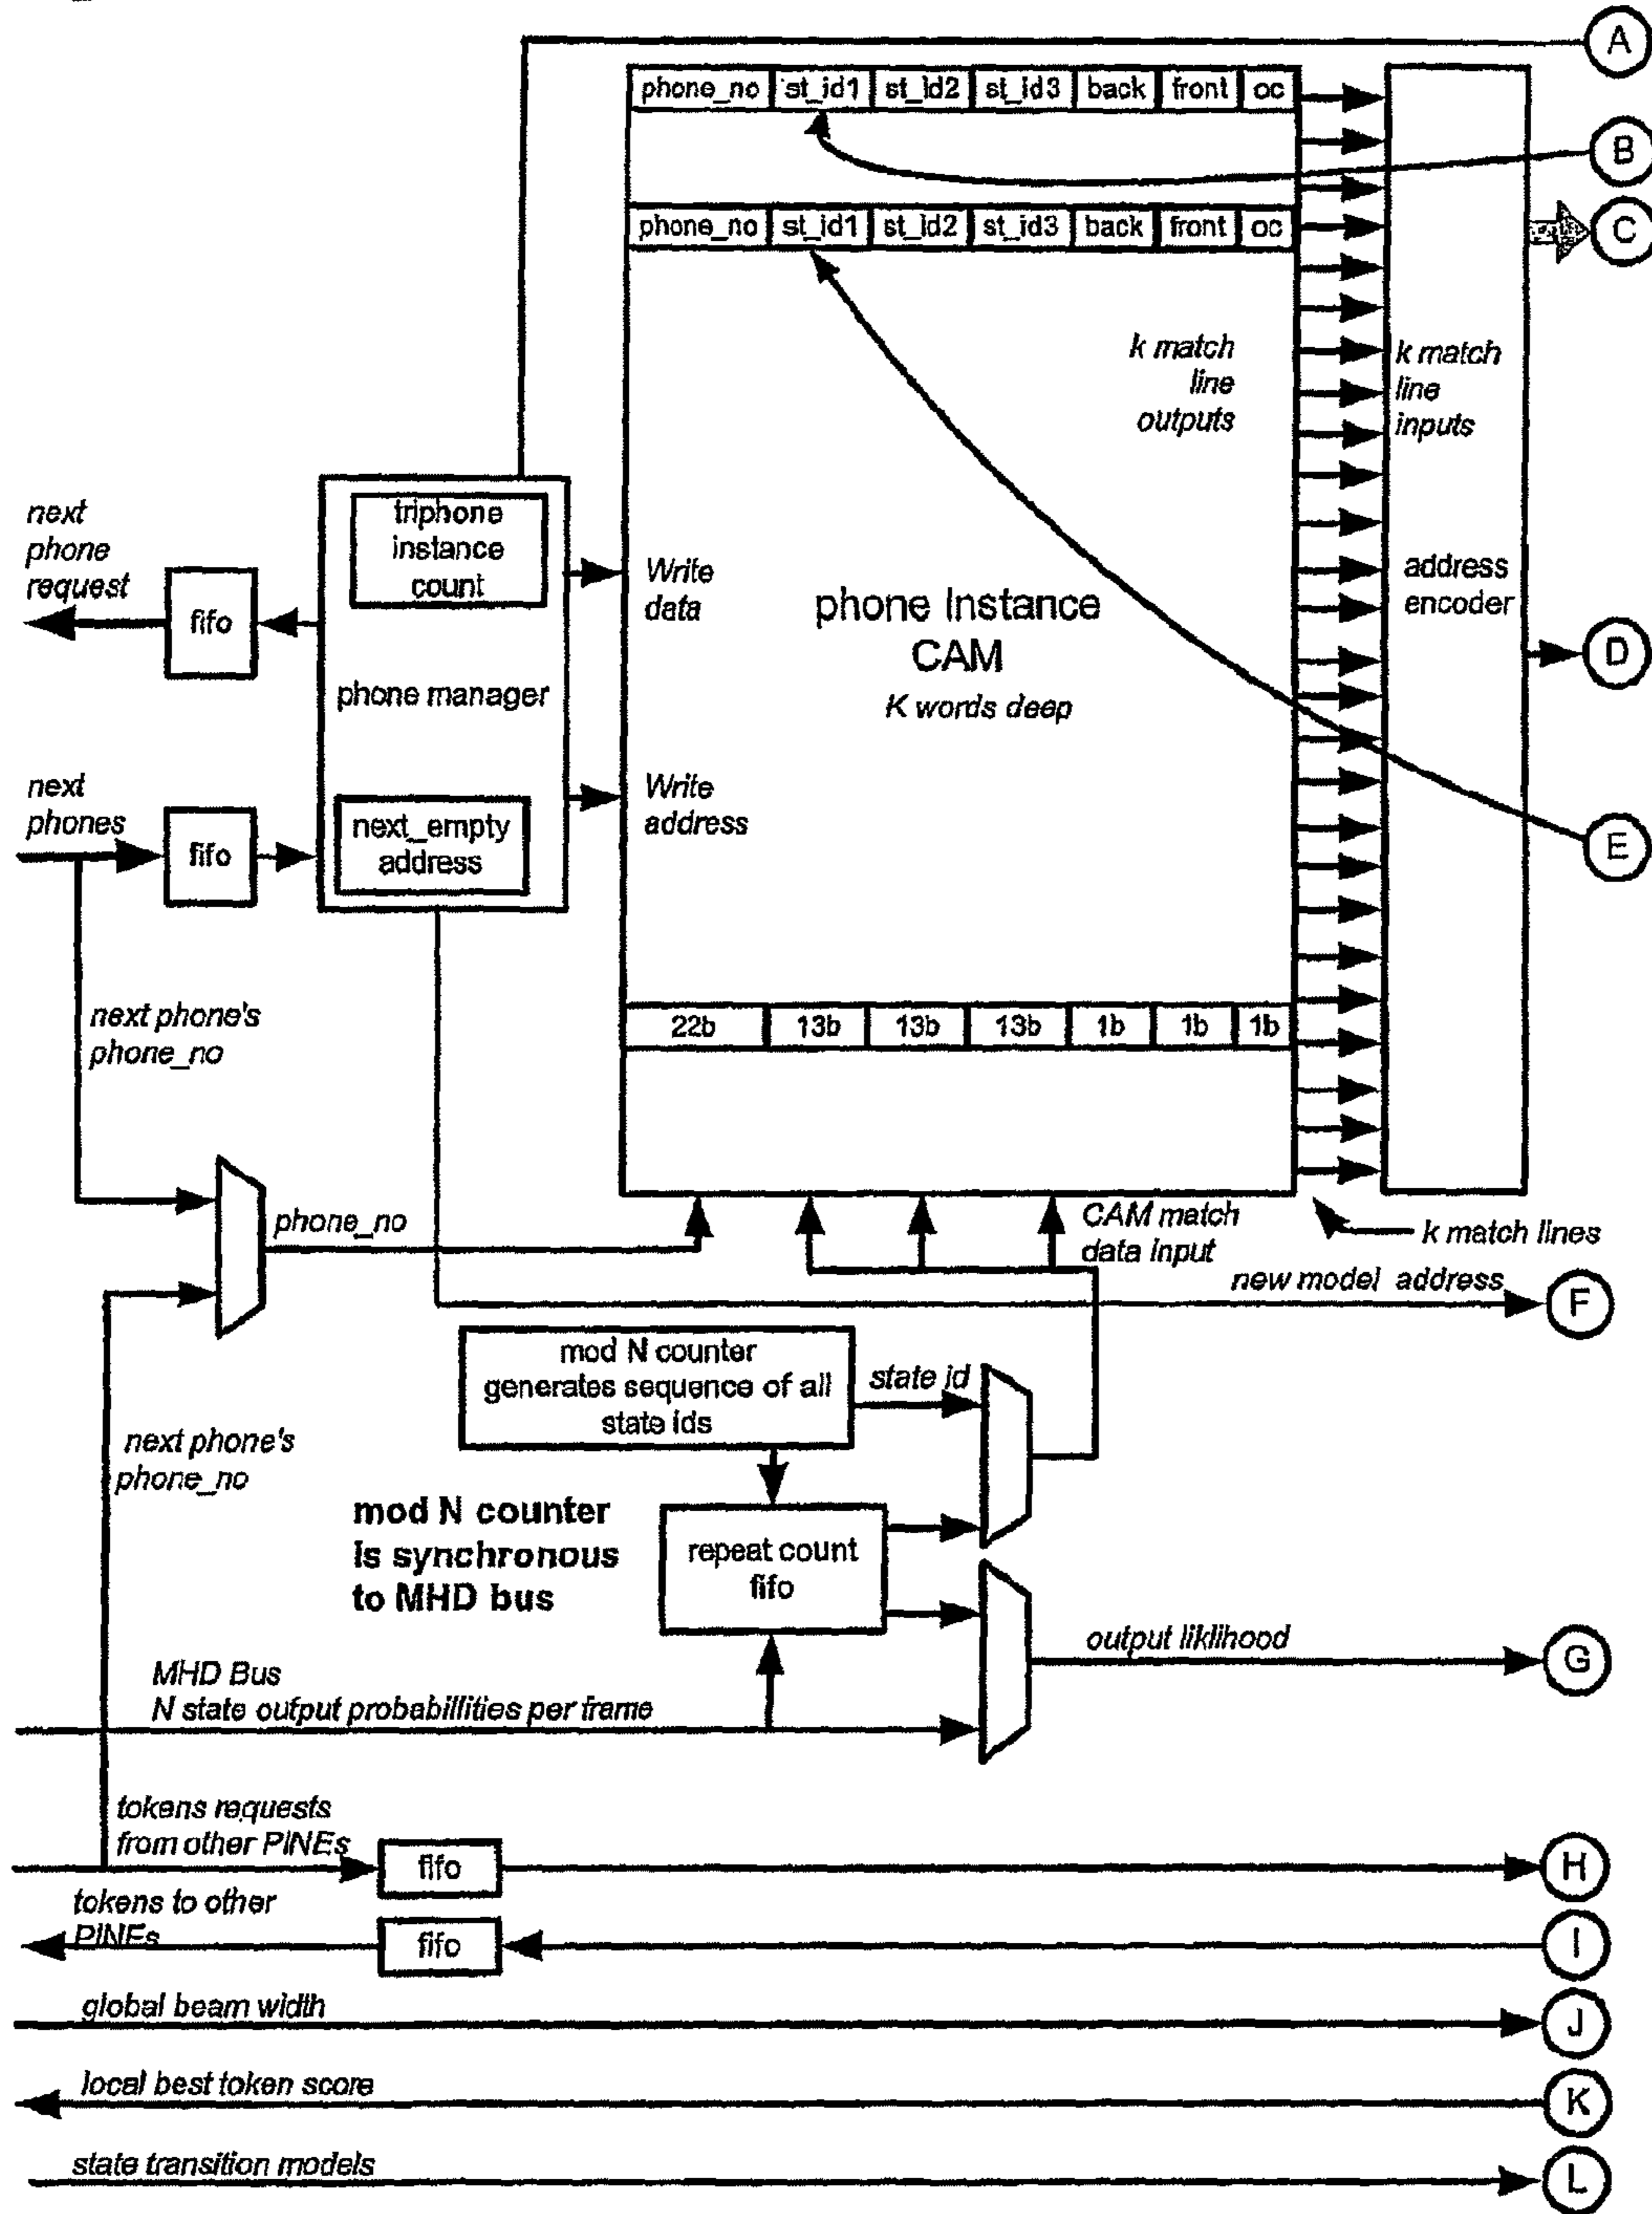 A
phone_no st_id1 st_id2 st_id3 back front oc
B
phone_no st_id1 st_id2 st_id3 back front oc
C
k match
line
outputs
k match
line
inputs
next
phone
request
fifo
triphone
instance
count
phone manager
Write
data
phone Instance
CAM
K words deep
address
encoder
D
next
phones
fifo
next_empty
address
Write
address
E
next phone's
phone_no
22b 13b 13b 13b 1b 1b 1b
phone_no
CAM match
data input
k match lines
new model address
F
mod N counter
generates sequence of all
state ids
state id
next phone's
phone_no
mod N counter
is synchronous
to MHD bus
repeat count
fifo
output liklihood
G
MHD Bus
N state output probabillities per frame
tokens requests
from other PINEs
fifo
H
tokens to other
PINEs
fifo
I
global beam width
J
local best token score
K
state transition models
L